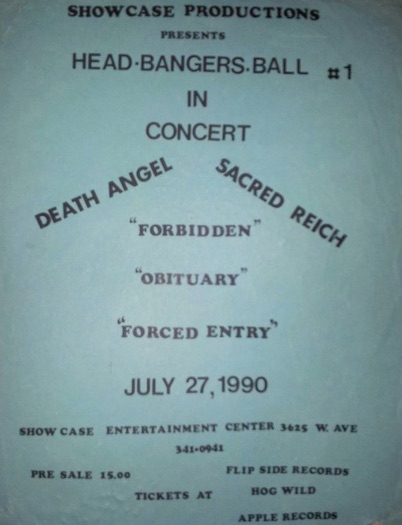 SHOWCASE PRODUCTIONS
PRESENTS
HEAD·BANGERS·BALL #1
IN
CONCERT
DEATH ANGEL SACRED REICH
"FORBIDDEN"
"OBITUARY"
"FORCED ENTRY"
JULY 27, 1990
SHOW CASE ENTERTAINMENT CENTER 3615 W. AVE
341-0941
PRE SALE 15.00 FLIP SIDE RECORDS
TICKETS AT HOG WILD
APPLE RECORDS